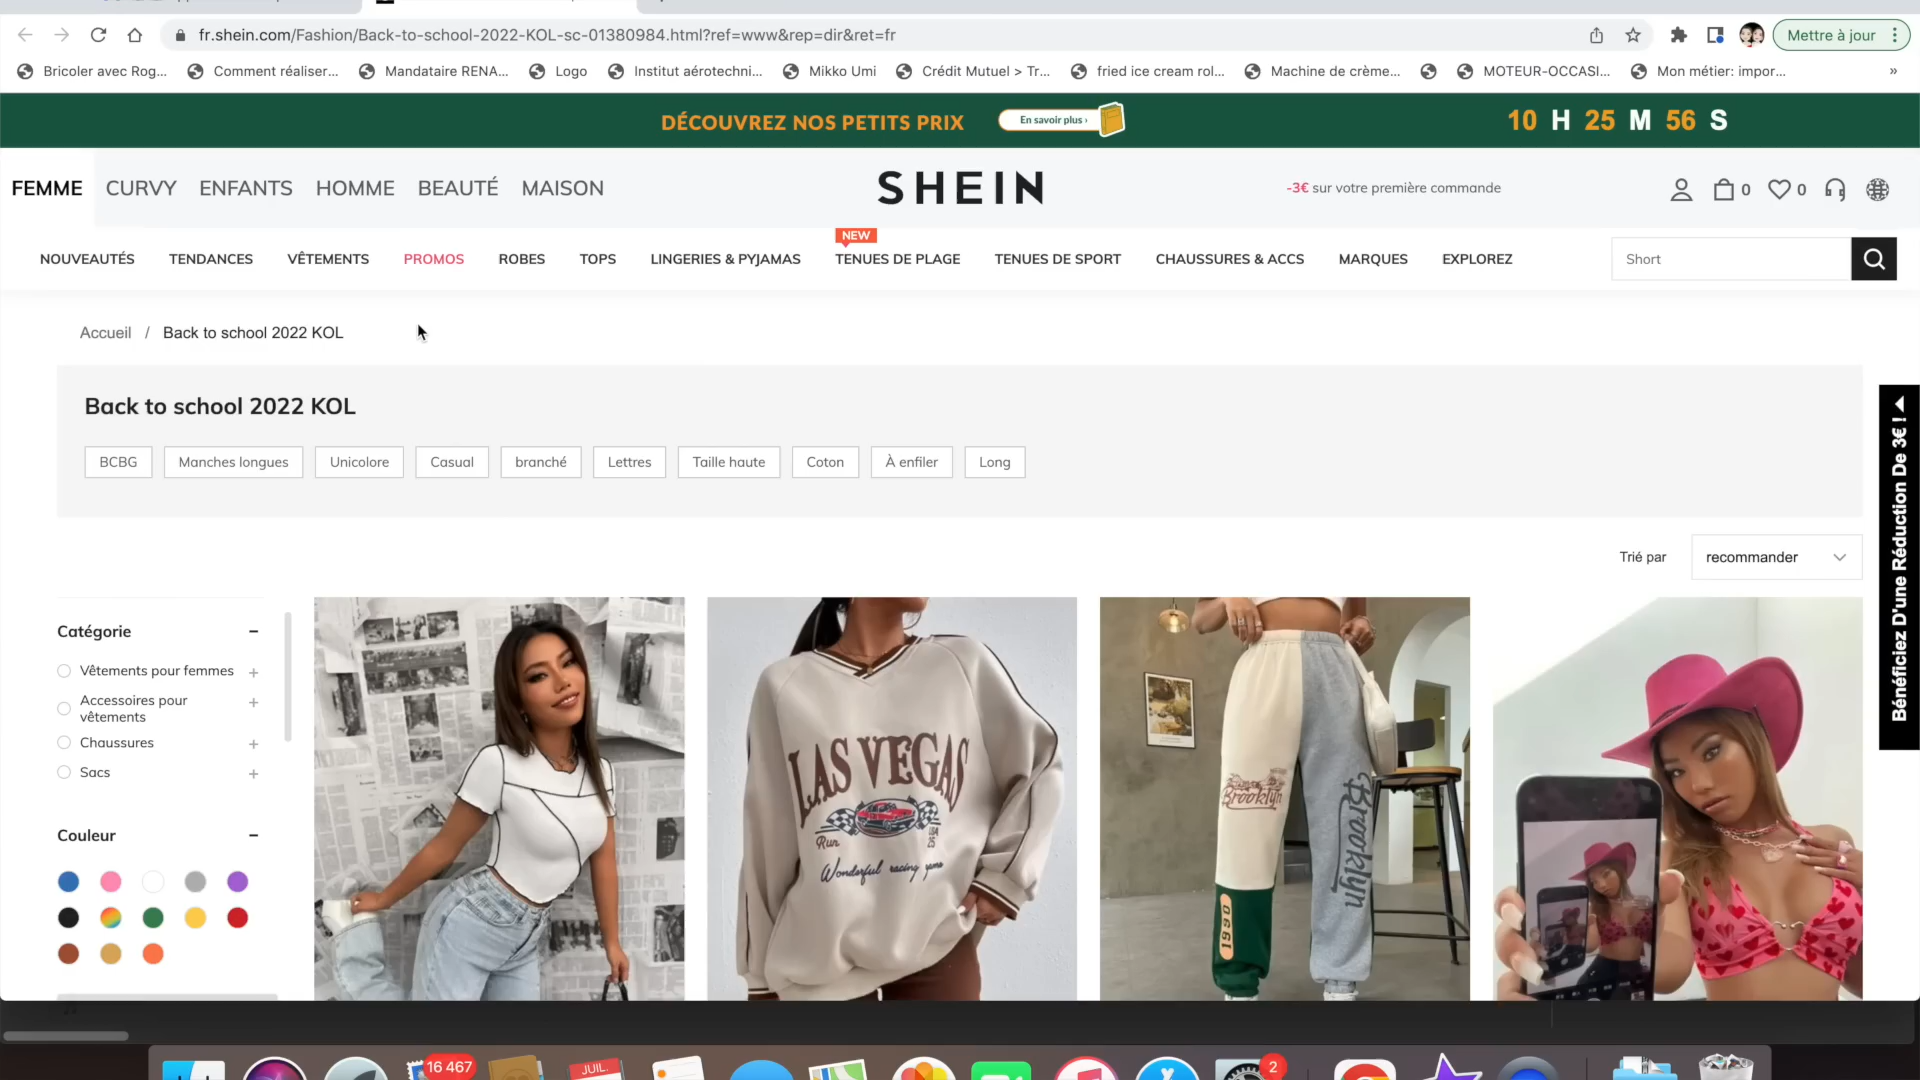 fr.shein.com/Fashion/Back-to-school-2022-KOL-sc-01380984.html?ref=www&rep=dir&ret=fr
Mettre à jour
Bricoler avec Rog...
Comment réaliser...
Mandataire RENA...
Logo
Institut aérotechni...
Mikko Umi
Crédit Mutuel > Tr...
fried ice cream rol...
Machine de crème...
MOTEUR-OCCASI...
Mon métier: impor...
»
DÉCOUVREZ NOS PETITS PRIX
En savoir plus ›
10 H 25 M 56 S
FEMME
CURVY
ENFANTS
HOMME
BEAUTÉ
MAISON
SHEIN
-3€ sur votre première commande
0
0
NEW
NOUVEAUTÉS
TENDANCES
VÊTEMENTS
PROMOS
ROBES
TOPS
LINGERIES & PYJAMAS
TENUES DE PLAGE
TENUES DE SPORT
CHAUSSURES & ACCS
MARQUES
EXPLOREZ
Short
Accueil / Back to school 2022 KOL
Back to school 2022 KOL
BCBG
Manches longues
Unicolore
Casual
branché
Lettres
Taille haute
Coton
À enfiler
Long
Bénéficiez D'une Réduction De 3€ !
Trié par
recommander
Catégorie
Vêtements pour femmes
Accessoires pour
vêtements
Chaussures
Sacs
Couleur
LAS VEGAS
Run
USA
25
Wonderful racing game
Brooklyn
Brooklyn
1990
16 467
JUIL.
2